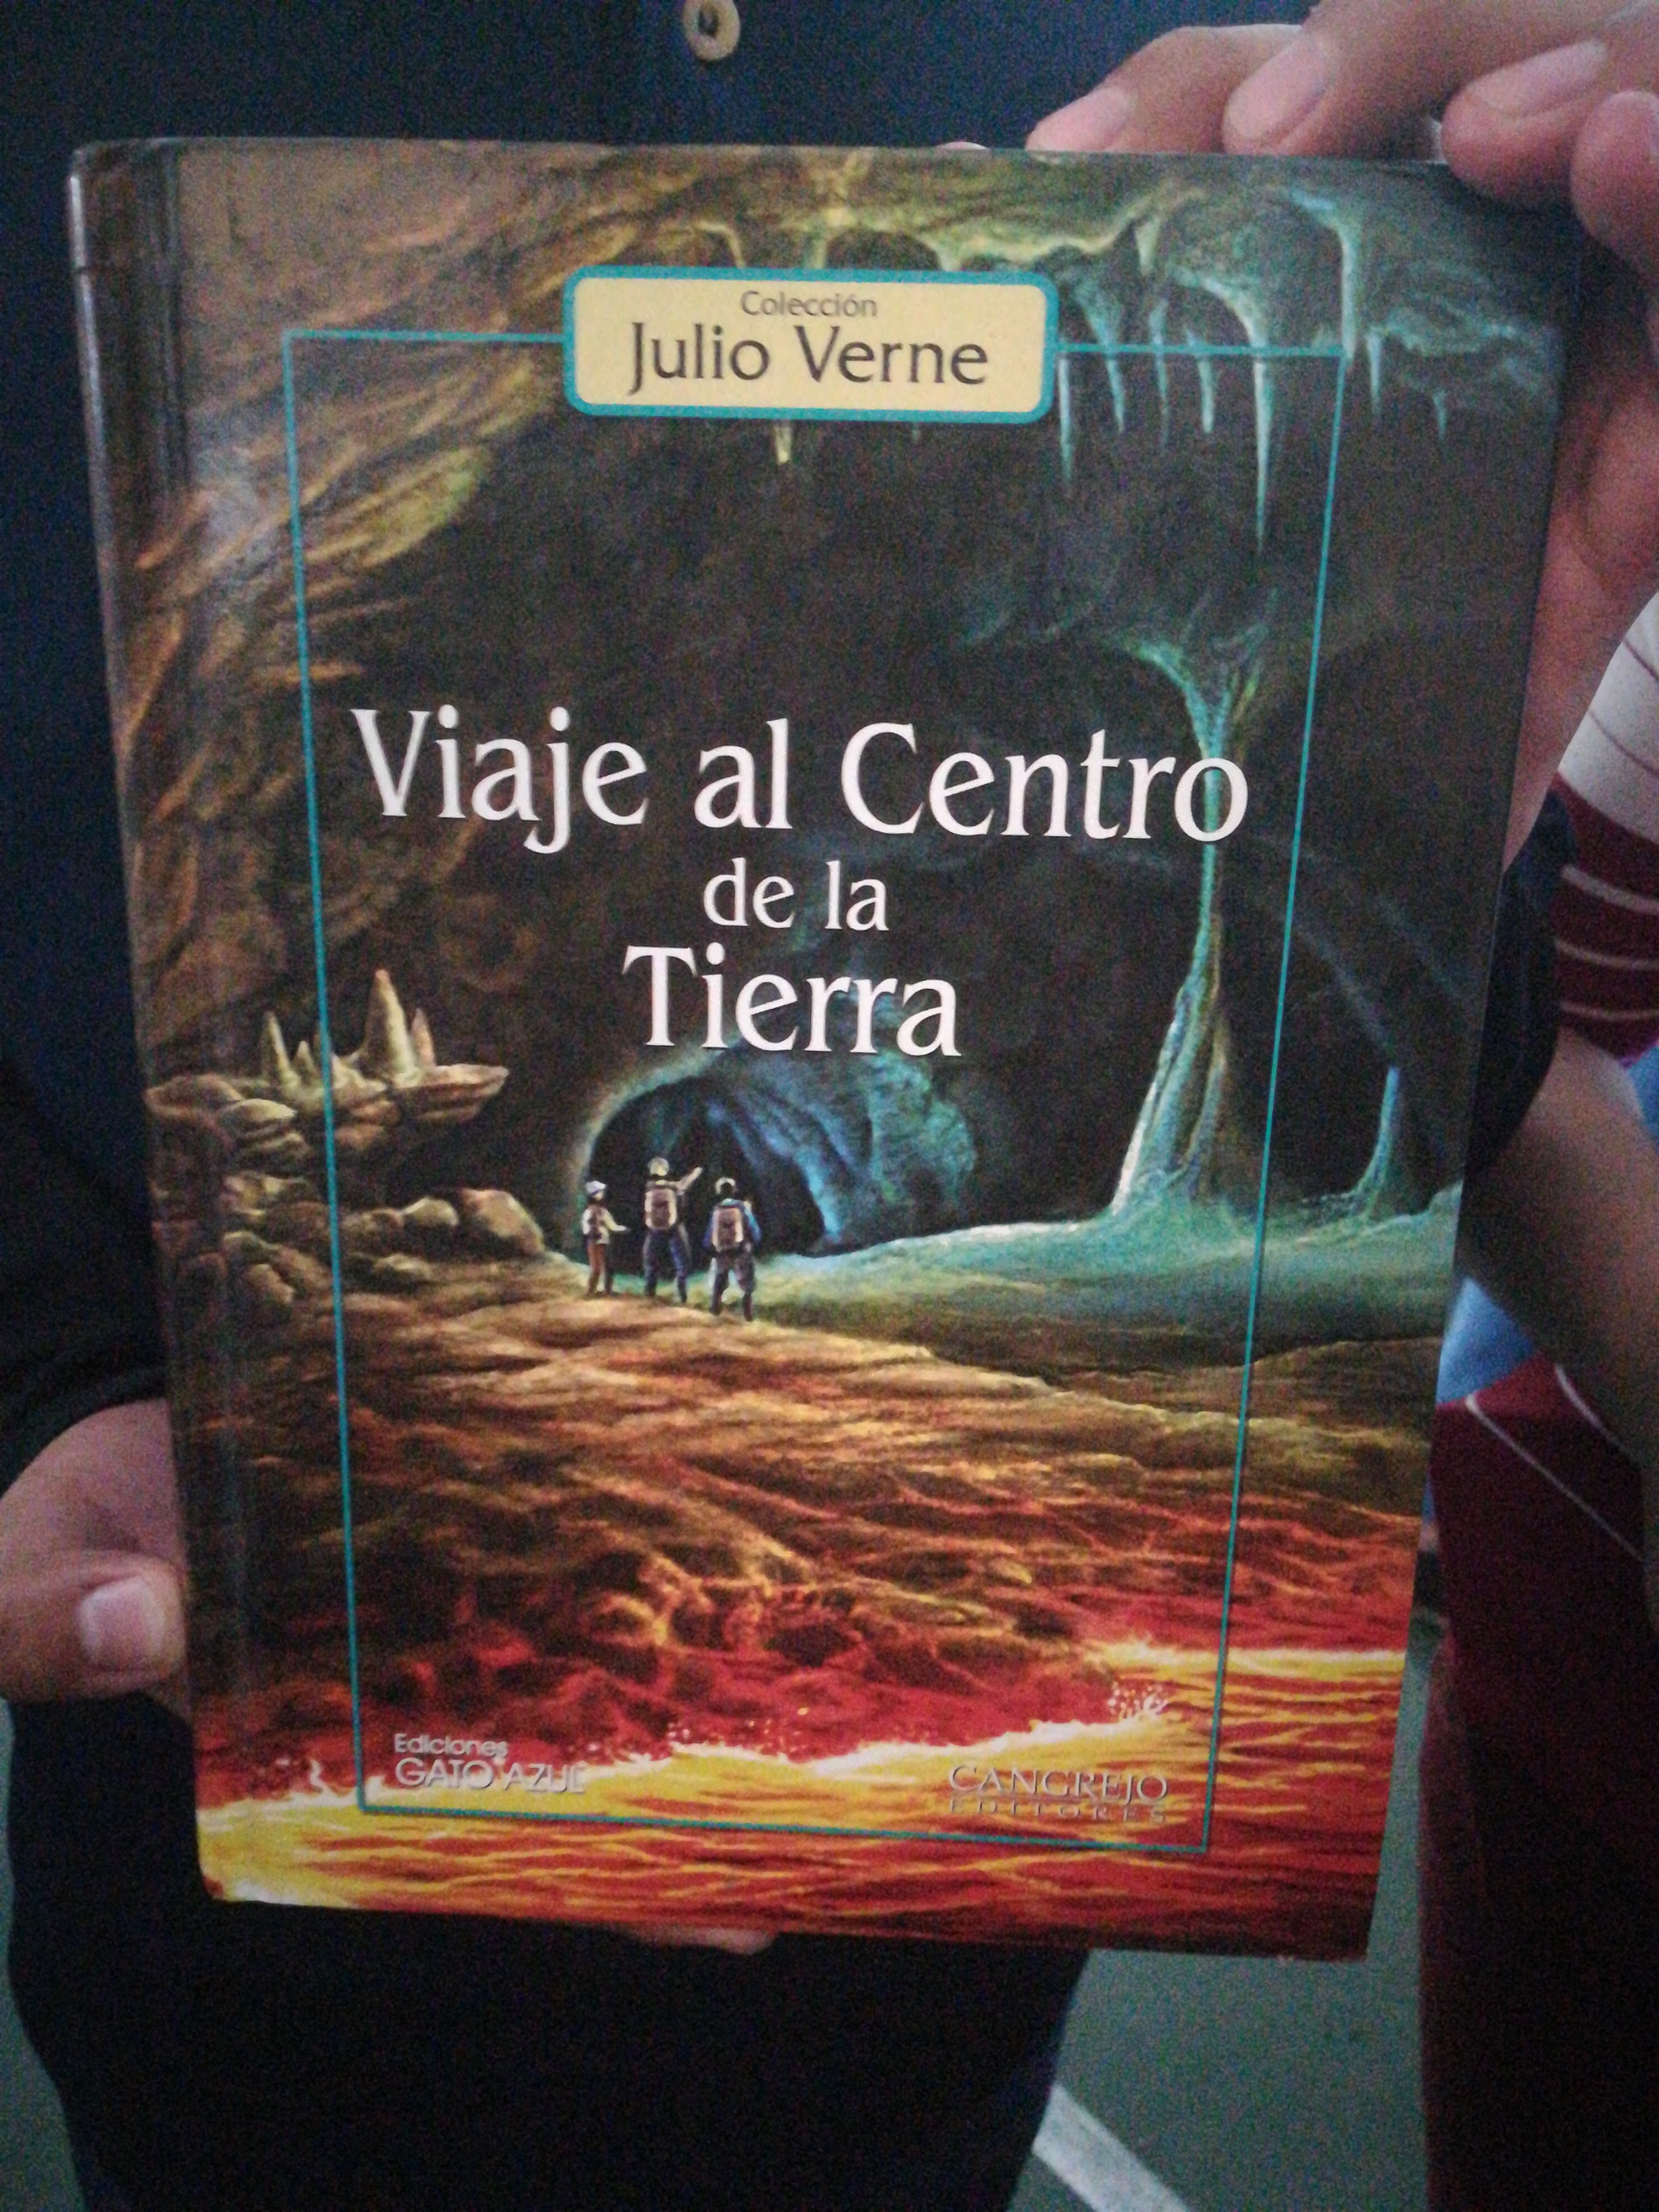 Colección
Julio Verne
Viaje al Centro
de la
Tierra
Ediciones
GATO AZUL
CANGREJO
EDITORES